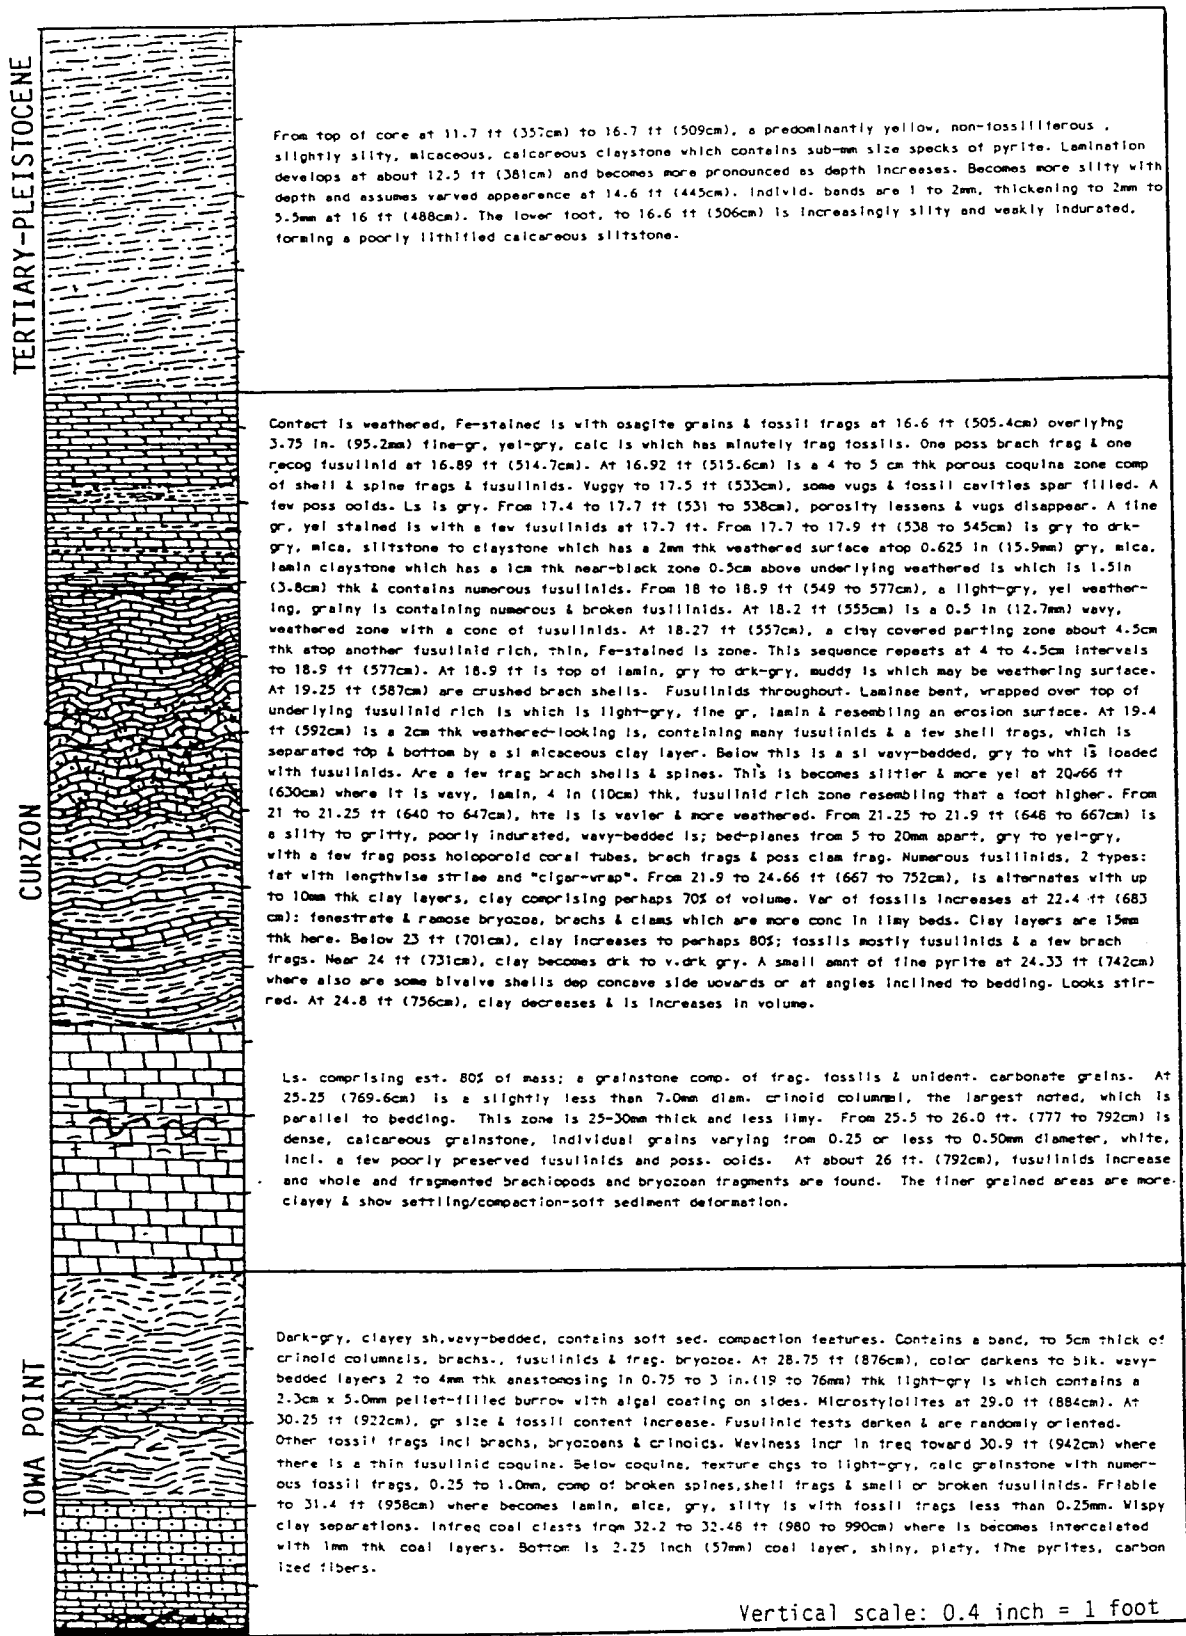 TERTIARY-PLEISTOCENE
From top of core at 11.7 ft (357cm) to 16.7 ft (509cm), a predominantly yellow, non-fossiliferous ,
slightly silty, micaceous, calcareous claystone which contains sub-mm size specks of pyrite. Lamination
develops at about 12.5 ft (381cm) and becomes more pronounced as depth increases. Becomes more silty with
depth and assumes varved appearance at 14.6 ft (445cm). Individ. bands are 1 to 2mm, thickening to 2mm to
5.5mm at 16 ft (488cm). The lower foot, to 16.6 ft (506cm) is increasingly silty and weakly indurated,
forming a poorly lithified calcareous siltstone.
CURZON
Contact is weathered, Fe-stained ls with osagite grains & fossil frags at 16.6 ft (505.4cm) overlying
3.75 in. (95.2mm) fine-gr, yel-gry, calc ls which has minutely frag fossils. One poss brach frag & one
recog fusulinid at 16.89 ft (514.7cm). At 16.92 ft (515.6cm) is a 4 to 5 cm thk porous coquina zone comp
of shell & spine frags & fusulinids. Vuggy to 17.5 ft (533cm), some vugs & fossil cavities spar filled. A
few poss ooids. Ls is gry. From 17.4 to 17.7 ft (531 to 538cm), porosity lessens & vugs disappear. A fine
gr, yel stained ls with a few fusulinids at 17.7 ft. From 17.7 to 17.9 ft (538 to 545cm) is gry to drk-
gry, mica, siltstone to claystone which has a 2mm thk weathered surface atop 0.625 in (15.9mm) gry, mica,
lamin claystone which has a 1cm thk near-black zone 0.5cm above underlying weathered ls which is 1.5in
(3.8cm) thk & contains numerous fusulinids. From 18 to 18.9 ft (549 to 577cm), a light-gry, yel weather-
ing, grainy ls containing numerous & broken fusilinids. At 18.2 ft (555cm) is a 0.5 in (12.7mm) wavy,
weathered zone with a conc of fusulinids. At 18.27 ft (557cm), a clay covered parting zone about 4.5cm
thk atop another fusulinid rich, thin, Fe-stained ls zone. This sequence repeats at 4 to 4.5cm intervals
to 18.9 ft (577cm). At 18.9 ft is top of lamin, gry to drk-gry, muddy ls which may be weathering surface.
At 19.25 ft (587cm) are crushed brach shells. Fusulinids throughout. Laminae bent, wrapped over top of
underlying fusulinid rich ls which is light-gry, fine gr, lamin & resembling an erosion surface. At 19.4
ft (592cm) is a 2cm thk weathered-looking ls, containing many fusulinids & a few shell frags, which is
separated top & bottom by a sl micaceous clay layer. Below this is a sl wavy-bedded, gry to wht ls loaded
with fusulinids. Are a few frag brach shells & spines. This ls becomes siltier & more yel at 20.66 ft
(630cm) where it is wavy, lamin, 4 in (10cm) thk, fusulinid rich zone resembling that a foot higher. From
21 to 21.25 ft (640 to 647cm), hte ls is wavier & more weathered. From 21.25 to 21.9 ft (648 to 667cm) is
a silty to gritty, poorly indurated, wavy-bedded ls; bed-planes from 5 to 20mm apart, gry to yel-gry,
with a few frag poss holoporoid coral tubes, brach frags & poss clam frag. Numerous fusilinids, 2 types:
fat with lengthwise striae and "cigar-wrap". From 21.9 to 24.66 ft (667 to 752cm), ls alternates with up
to 10mm thk clay layers, clay comprising perhaps 70% of volume. Var of fossils increases at 22.4 ft (683
cm): fenestrate & ramose bryozoa, brachs & clams which are more conc in limy beds. Clay layers are 15mm
thk here. Below 23 ft (701cm), clay increases to perhaps 80%; fossils mostly fusulinids & a few brach
frags. Near 24 ft (731cm), clay becomes drk to v.drk gry. A small amnt of fine pyrite at 24.33 ft (742cm)
where also are some bivalve shells dep concave side upwards or at angles inclined to bedding. Looks stir-
red. At 24.8 ft (756cm), clay decreases & ls increases in volume.
Ls. comprising est. 80% of mass; a grainstone comp. of frag. fossils & unident. carbonate grains. At
25.25 (769.6cm) is a slightly less than 7.0mm diam. crinoid columnal, the largest noted, which is
parallel to bedding. This zone is 25-30mm thick and less limy. From 25.5 to 26.0 ft. (777 to 792cm) is
dense, calcareous grainstone, individual grains varying from 0.25 or less to 0.50mm diameter, white,
incl. a few poorly preserved fusulinids and poss. ooids. At about 26 ft. (792cm), fusulinids increase
and whole and fragmented brachiopods and bryozoan fragments are found. The finer grained areas are more
clayey & show settling/compaction-soft sediment deformation.
IOWA POINT
Dark-gry, clayey sh,wavy-bedded, contains soft sed. compaction features. Contains a band, to 5cm thick of
crinoid columnals, brachs., fusulinids & frag. bryozoa. At 28.75 ft (876cm), color darkens to blk. wavy-
bedded layers 2 to 4mm thk anastomosing in 0.75 to 3 in.(19 to 76mm) thk light-gry ls which contains a
2.3cm x 5.0mm pellet-filled burrow with algal coating on sides. Microstylolites at 29.0 ft (884cm). At
30.25 ft (922cm), gr size & fossil content increase. Fusulinid tests darken & are randomly oriented.
Other fossil frags incl brachs, bryozoans & crinoids. Waviness incr in freq toward 30.9 ft (942cm) where
there is a thin fusulinid coquina. Below coquina, texture chgs to light-gry, calc grainstone with numer-
ous fossil frags, 0.25 to 1.0mm, comp of broken spines,shell frags & small or broken fusulinids. Friable
to 31.4 ft (958cm) where becomes lamin, mica, gry, silty ls with fossil frags less than 0.25mm. Wispy
clay separations. Infreq coal clasts from 32.2 to 32.48 ft (980 to 990cm) where ls becomes intercalated
with 1mm thk coal layers. Bottom is 2.25 inch (57mm) coal layer, shiny, platy, fine pyrites, carbon
ized fibers.
Vertical scale: 0.4 inch = 1 foot